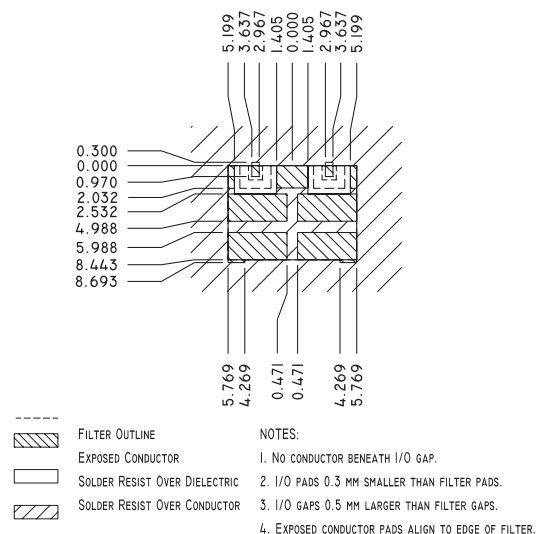 5.199
3.637
2.967
1.405
0.000
1.405
2.967
3.637
5.199
0.300
0.000
0.970
2.032
2.532
4.988
5.988
8.443
8.693
5.769
4.269
0.471
0.471
4.269
5.769
FILTER OUTLINE
EXPOSED CONDUCTOR
SOLDER RESIST OVER DIELECTRIC
SOLDER RESIST OVER CONDUCTOR
NOTES:
1. NO CONDUCTOR BENEATH I/O GAP.
2. I/O PADS 0.3 MM SMALLER THAN FILTER PADS.
3. I/O GAPS 0.5 MM LARGER THAN FILTER GAPS.
4. EXPOSED CONDUCTOR PADS ALIGN TO EDGE OF FILTER.